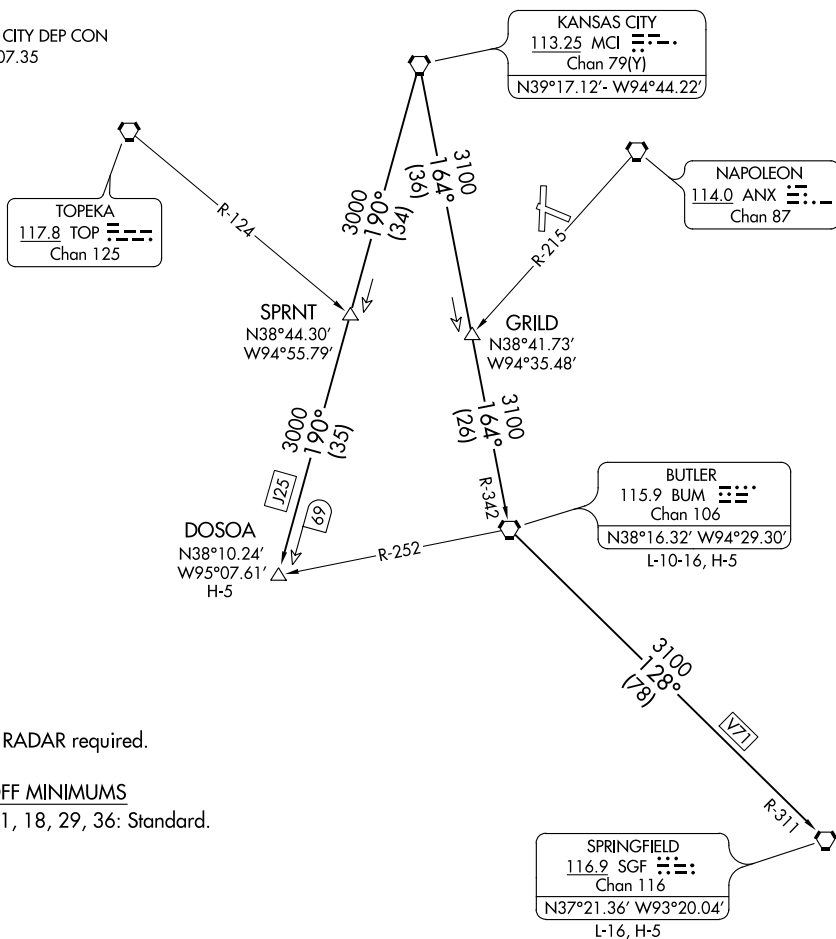 CITY DEP CON
07.35
KANSAS CITY
113.25 MCI
Chan 79(Y)
N39°17.12'- W94°44.22'
TOPEKA
117.8 TOP
Chan 125
NAPOLEON
114.0 ANX
Chan 87
R-124
R-215
3000
190°
(34)
3100
164°
(36)
SPRNT
N38°44.30'
W94°55.79'
GRILD
N38°41.73'
W94°35.48'
3000
190°
(35)
3100
164°
(26)
J25
69
R-342
R-252
DOSOA
N38°10.24'
W95°07.61'
H-5
BUTLER
115.9 BUM
Chan 106
N38°16.32' W94°29.30'
L-10-16, H-5
3100
128°
(78)
V71
R-311
RADAR required.
FF MINIMUMS
1, 18, 29, 36: Standard.
SPRINGFIELD
116.9 SGF
Chan 116
N37°21.36' W93°20.04'
L-16, H-5